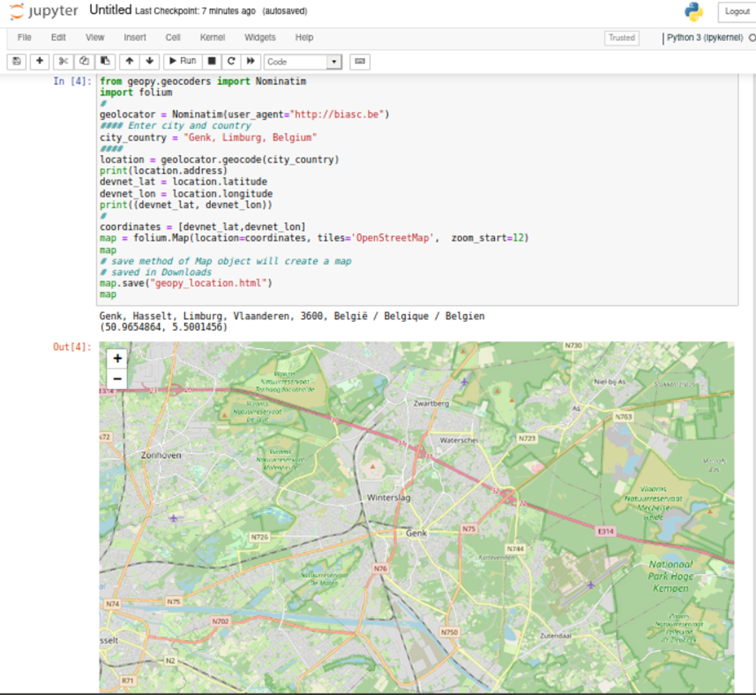 jupyter Untitled Last Checkpoint: 7 minutes ago (autosaved)
Logout
File Edit View Insert Cell Kernel Widgets Help
Trusted
Python 3 (ipykernel)
Run
Code
In [4]:
from geopy.geocoders import Nominatim
import folium
#
geolocator = Nominatim(user_agent="http://biasc.be")
#### Enter city and country
city_country = "Genk, Limburg, Belgium"
####
location = geolocator.geocode(city_country)
print(location.address)
devnet_lat = location.latitude
devnet_lon = location.longitude
print((devnet_lat, devnet_lon))
#
coordinates = [devnet_lat,devnet_lon]
map = folium.Map(location=coordinates, tiles='OpenStreetMap',  zoom_start=12)
map
# save method of Map object will create a map
# saved in Downloads
map.save("geopy_location.html")
map
Genk, Hasselt, Limburg, Vlaanderen, 3600, België / Belgique / Belgien
(50.9654864, 5.5001456)
Out[4]:
+
−
N730
Niel-bij-As
Zwartberg
As
N763
N72
Waterschei
N723
Zonhoven
Vlaams
Natuurreservaat
Mechelse
Heide
Winterslag
Genk
N75
E314
N726
N744
Nationaal
Park Hoge
Kempen
N76
N74
N75
N702
N750
Zutendaal
sselt
N2
R71